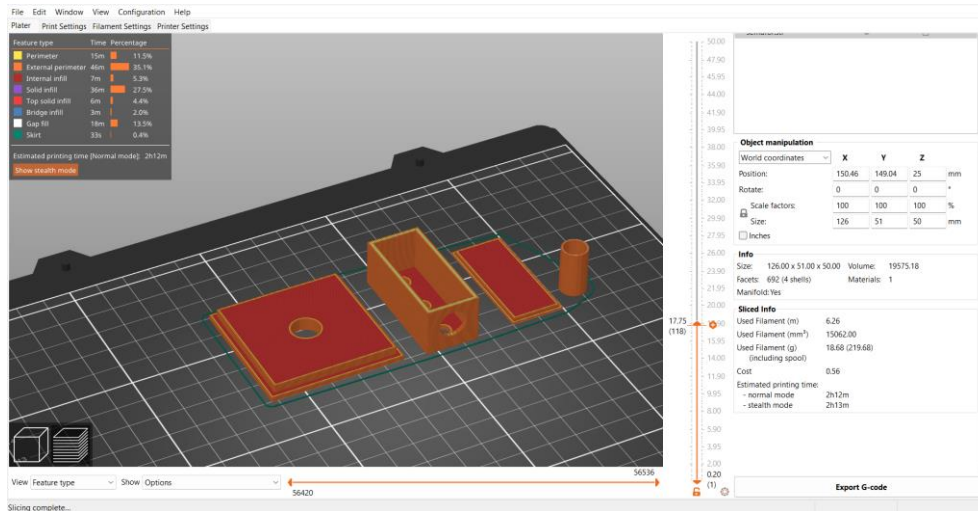 File Edit Window View Configuration Help
Plater Print Settings Filament Settings Printer Settings
Feature type Time Percentage
Perimeter 15m 11.5%
External perimeter 46m 35.1%
Internal infill 7m 5.3%
Solid infill 36m 27.5%
Top solid infill 6m 4.4%
Bridge infill 3m 2.0%
Gap fill 18m 13.5%
Skirt 33s 0.4%
Estimated printing time [Normal mode]: 2h12m
Show stealth mode
50.00
47.90
45.95
44.00
41.90
39.95
38.00
35.90
33.95
32.00
29.90
27.95
26.00
23.90
21.95
20.00
17.75
(118)
15.95
14.00
11.90
9.95
8.00
5.90
3.95
2.00
0.20
(1)
Object manipulation
World coordinates X Y Z
Position: 150.46 149.04 25 mm
Rotate: 0 0 0 °
Scale factors: 100 100 100 %
Size: 126 51 50 mm
Inches
Info
Size: 126.00 x 51.00 x 50.00 Volume: 19575.18
Facets: 692 (4 shells) Materials: 1
Manifold: Yes
Sliced Info
Used Filament (m) 6.26
Used Filament (mm³) 15062.00
Used Filament (g) 18.68 (219.68)
(including spool)
Cost 0.56
Estimated printing time:
- normal mode 2h12m
- stealth mode 2h13m
View Feature type Show Options
56536
56420
Export G-code
Slicing complete...